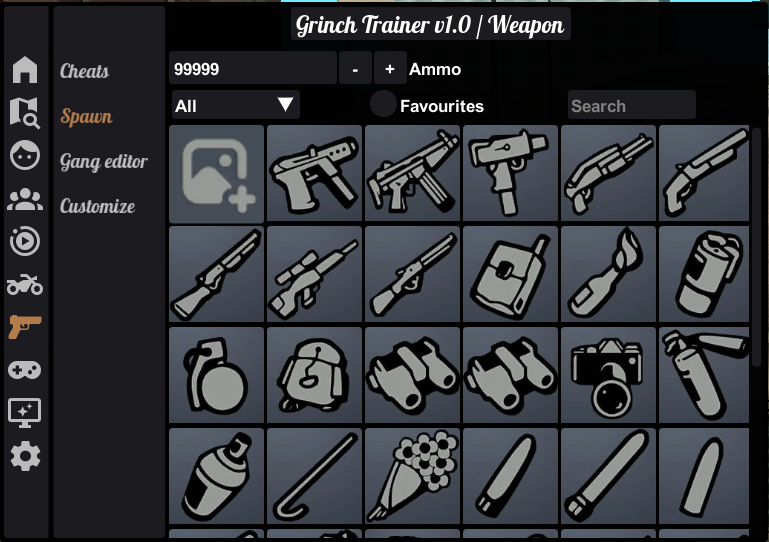 Grinch Trainer v1.0 / Weapon
Cheats
Spawn
Gang editor
Customize
99999 - + Ammo
All Favourites Search